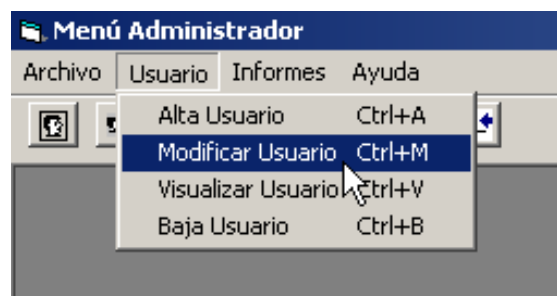 Menú Administrador
Archivo Usuario Informes Ayuda
Alta Usuario Ctrl+A
Modificar Usuario Ctrl+M
Visualizar Usuario Ctrl+V
Baja Usuario Ctrl+B